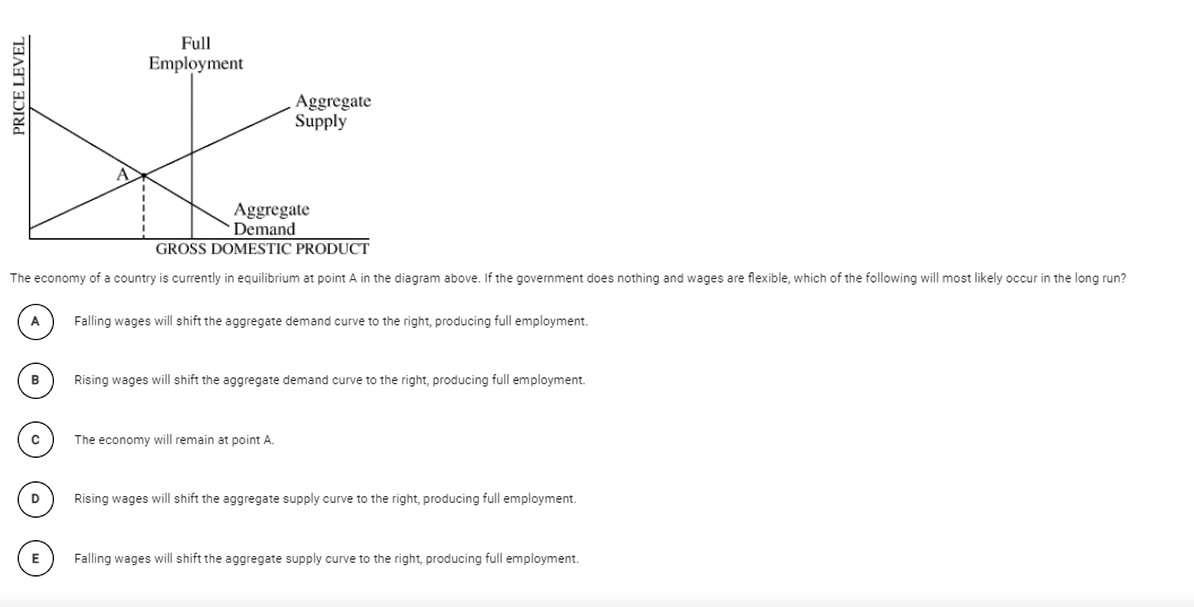 PRICE LEVEL
Full
Employment
Aggregate
Supply
A
Aggregate
Demand
GROSS DOMESTIC PRODUCT
The economy of a country is currently in equilibrium at point A in the diagram above. If the government does nothing and wages are flexible, which of the following will most likely occur in the long run?
A Falling wages will shift the aggregate demand curve to the right, producing full employment.
B Rising wages will shift the aggregate demand curve to the right, producing full employment.
C The economy will remain at point A.
D Rising wages will shift the aggregate supply curve to the right, producing full employment.
E Falling wages will shift the aggregate supply curve to the right, producing full employment.